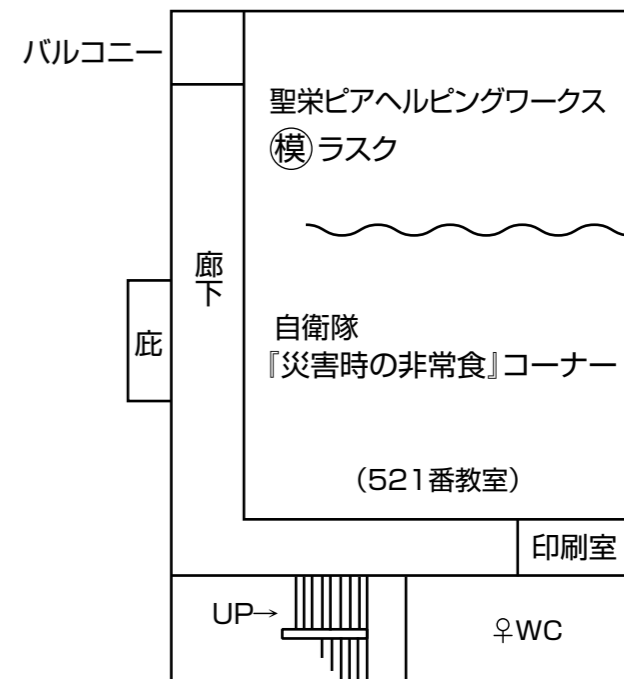 バルコニー
聖栄ピアヘルピングワークス
模 ラスク
廊下
自衛隊
庇
『災害時の非常食』コーナー
(521番教室)
印刷室
UP→
♀WC